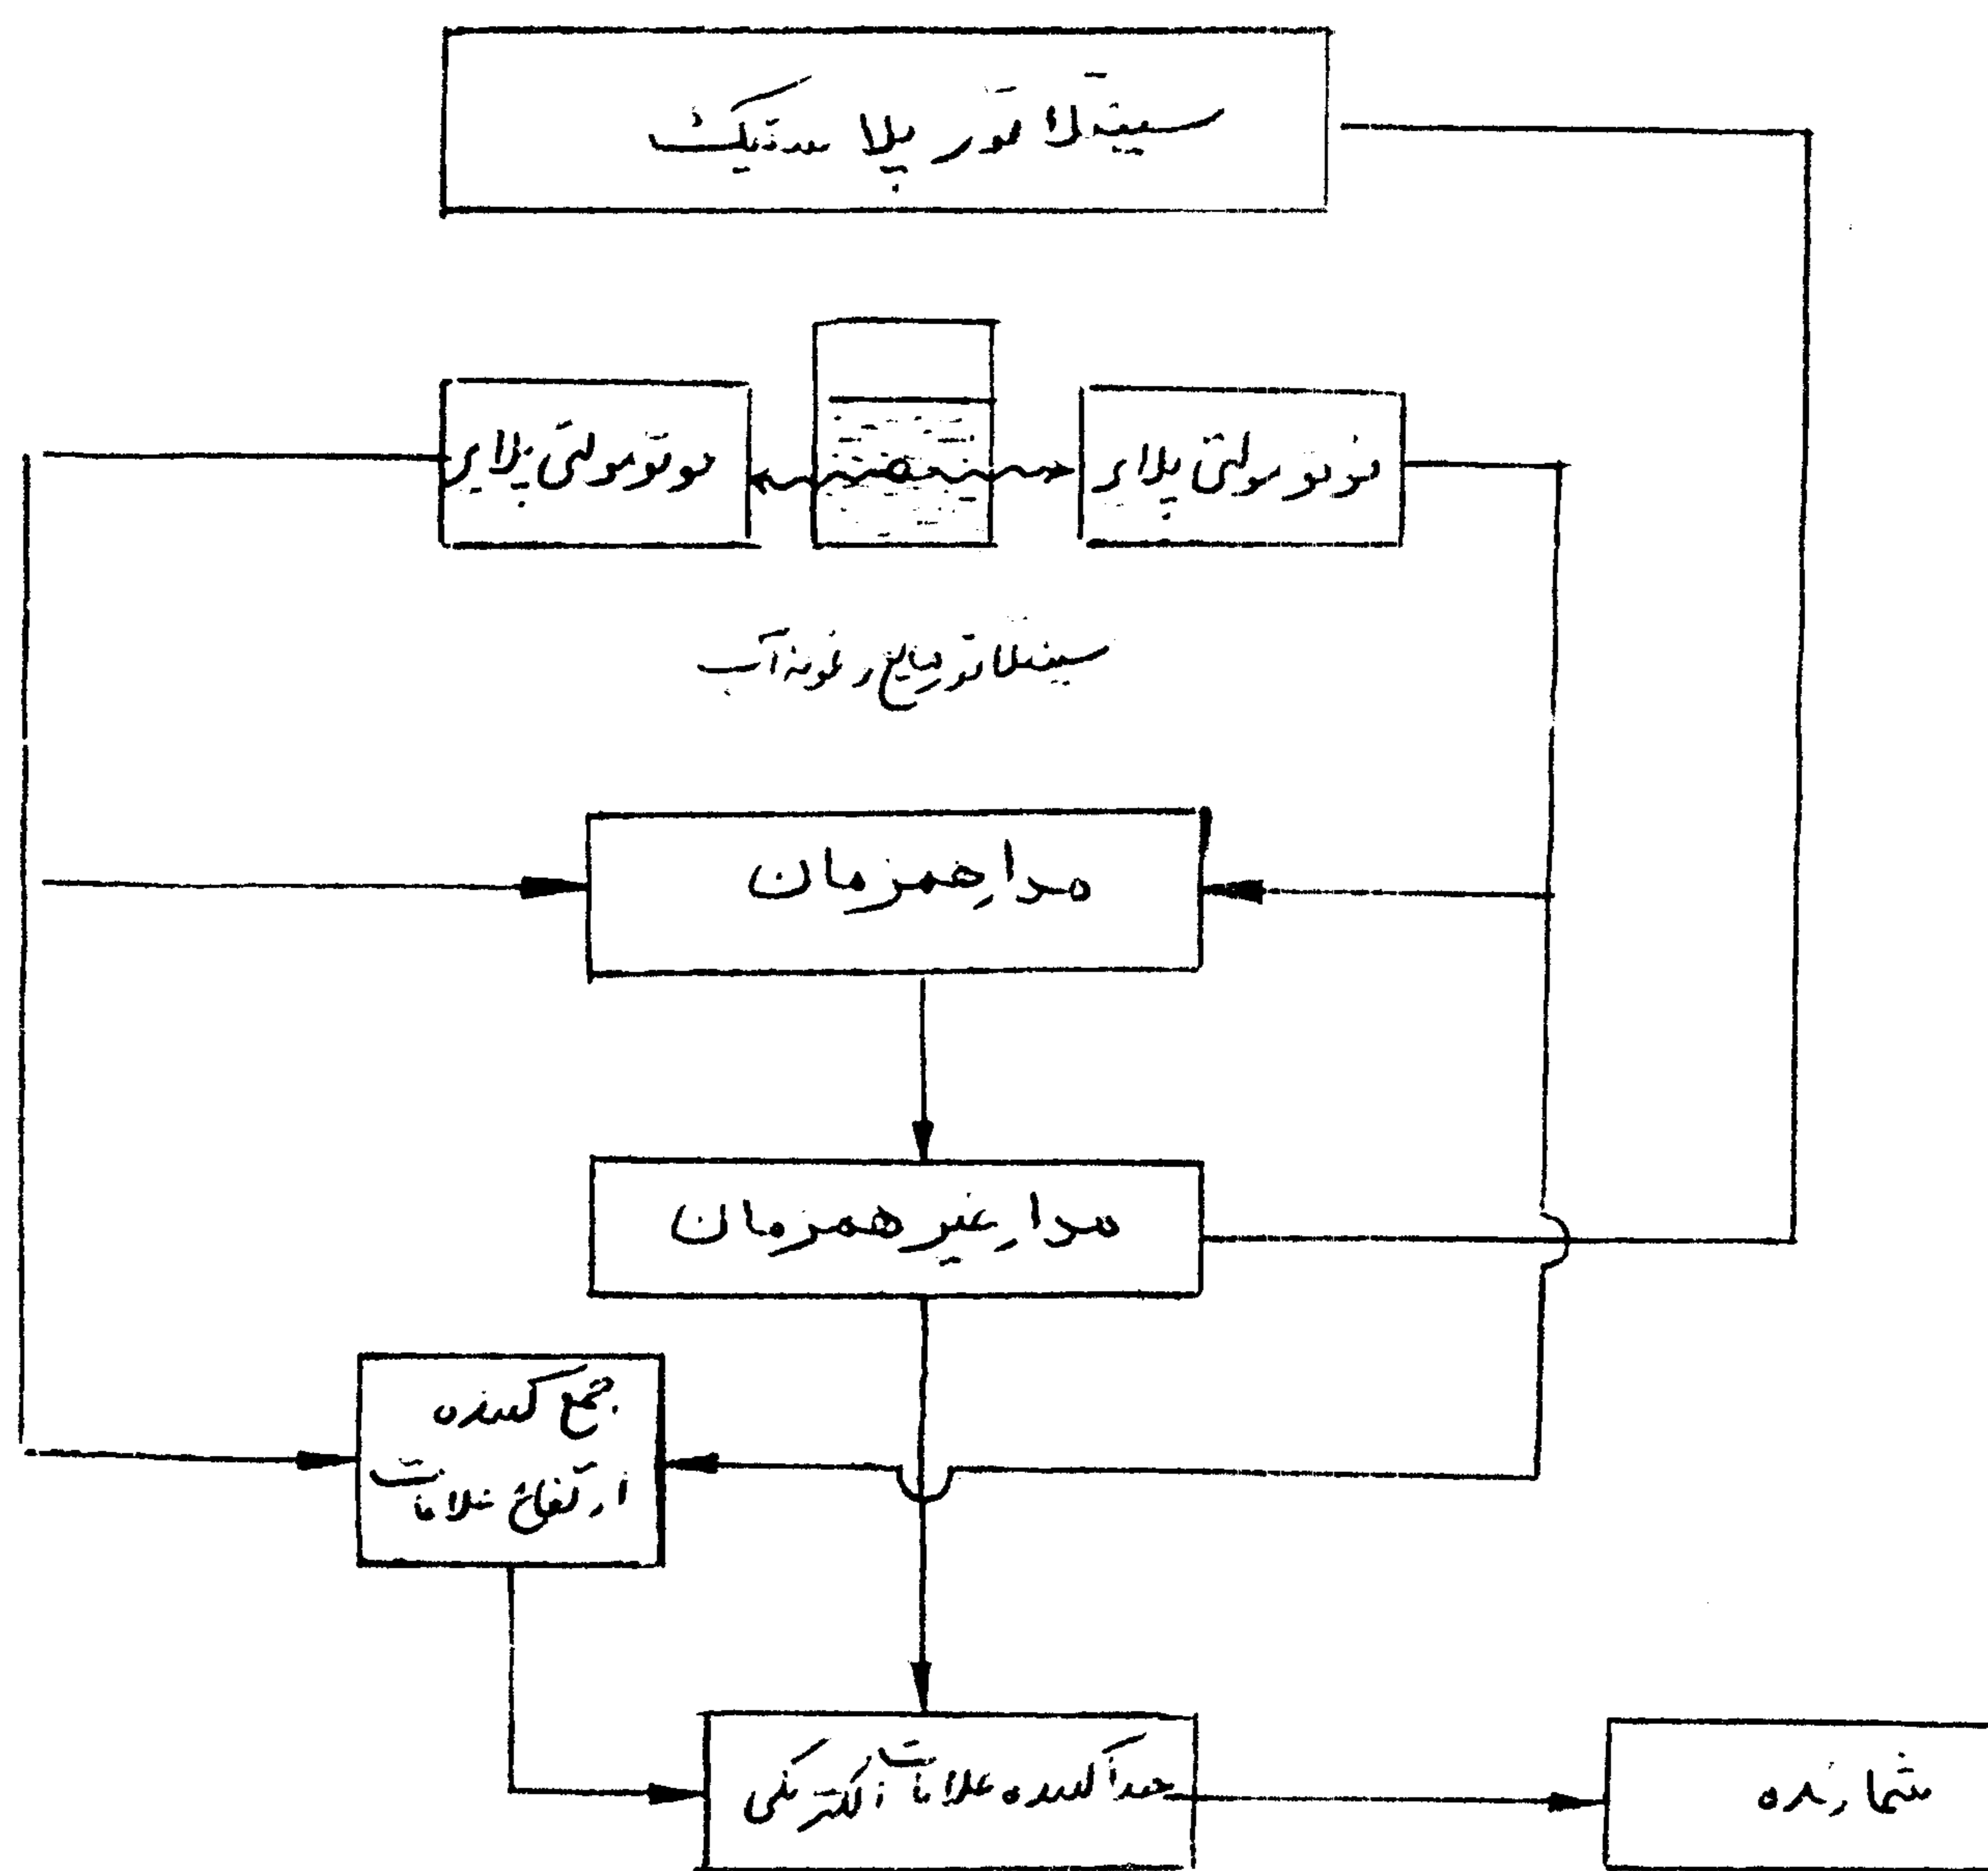 سینتلاتور پلاستیک
فوتومولتی پلایر
فوتومولتی پلایر
سینتلاتور مایع و نمونه آب
مدار همزمان
مدار غیر همزمان
جمع کننده
ارتفاع علامات
جدا کننده علامات الکتریکی
شمارنده